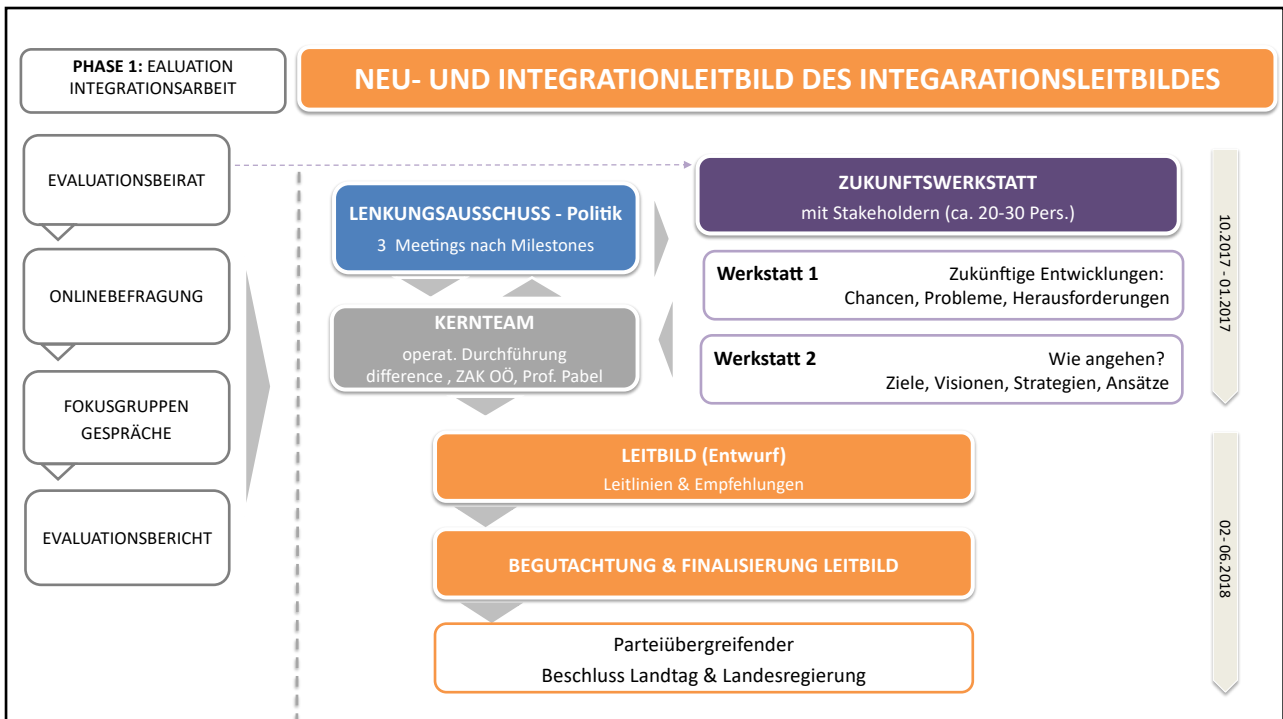 PHASE 1: EALUATION
INTEGRATIONSARBEIT
NEU- UND INTEGRATIONLEITBILD DES INTEGARATIONSLEITBILDES
EVALUATIONSBEIRAT
ONLINEBEFRAGUNG
FOKUSGRUPPEN
GESPRÄCHE
EVALUATIONSBERICHT
LENKUNGSAUSSCHUSS - Politik
3 Meetings nach Milestones
KERNTEAM
operat. Durchführung
difference , ZAK OÖ, Prof. Pabel
ZUKUNFTSWERKSTATT
mit Stakeholdern (ca. 20-30 Pers.)
Werkstatt 1 Zukünftige Entwicklungen:
Chancen, Probleme, Herausforderungen
Werkstatt 2 Wie angehen?
Ziele, Visionen, Strategien, Ansätze
10.2017 - 01.2017
LEITBILD (Entwurf)
Leitlinien & Empfehlungen
BEGUTACHTUNG & FINALISIERUNG LEITBILD
Parteiübergreifender
Beschluss Landtag & Landesregierung
02- 06.2018